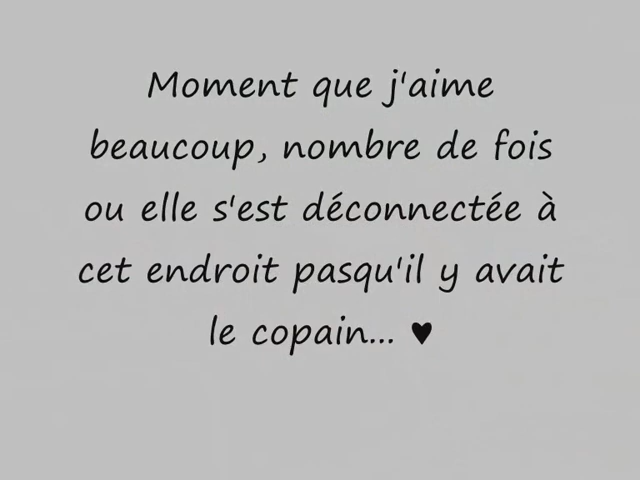 Moment que j'aime
beaucoup, nombre de fois
ou elle s'est déconnectée à
cet endroit pasqu'il y avait
le copain... ♥